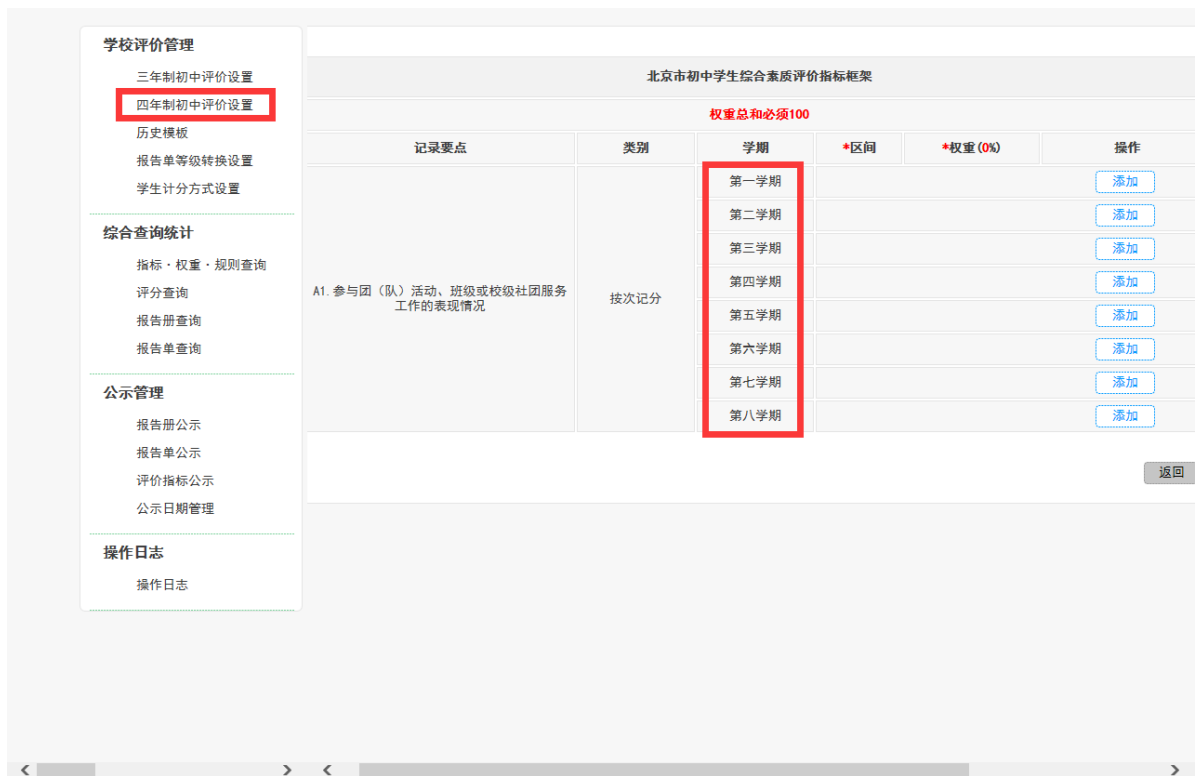 学校评价管理
三年制初中评价设置
四年制初中评价设置
历史模板
报告单等级转换设置
学生计分方式设置
综合查询统计
指标·权重·规则查询
评分查询
报告册查询
报告单查询
公示管理
报告册公示
报告单公示
评价指标公示
公示日期管理
操作日志
操作日志
北京市初中学生综合素质评价指标框架
权重总和必须100
记录要点 类别 学期 *区间 *权重(0%) 操作
A1.参与团（队）活动、班级或校级社团服务
工作的表现情况
按次记分
第一学期 添加
第二学期 添加
第三学期 添加
第四学期 添加
第五学期 添加
第六学期 添加
第七学期 添加
第八学期 添加
返回